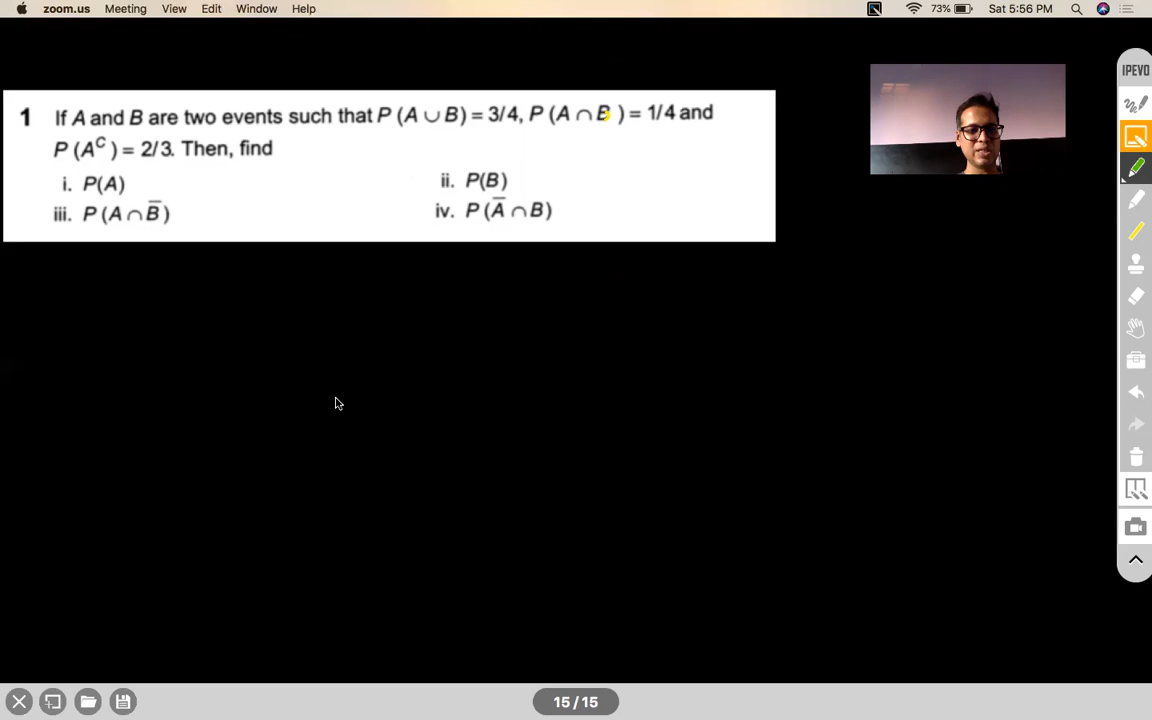 zoom.us Meeting View Edit Window Help 73% Sat 5:56 PM
IPEVO
1 If A and B are two events such that P (A ∪ B) = 3/4, P (A ∩ B ) = 1/4 and
P (Aᶜ) = 2/3. Then, find
i. P(A) ii. P(B)
iii. P (A ∩ B̅) iv. P (A̅ ∩ B)
15 / 15